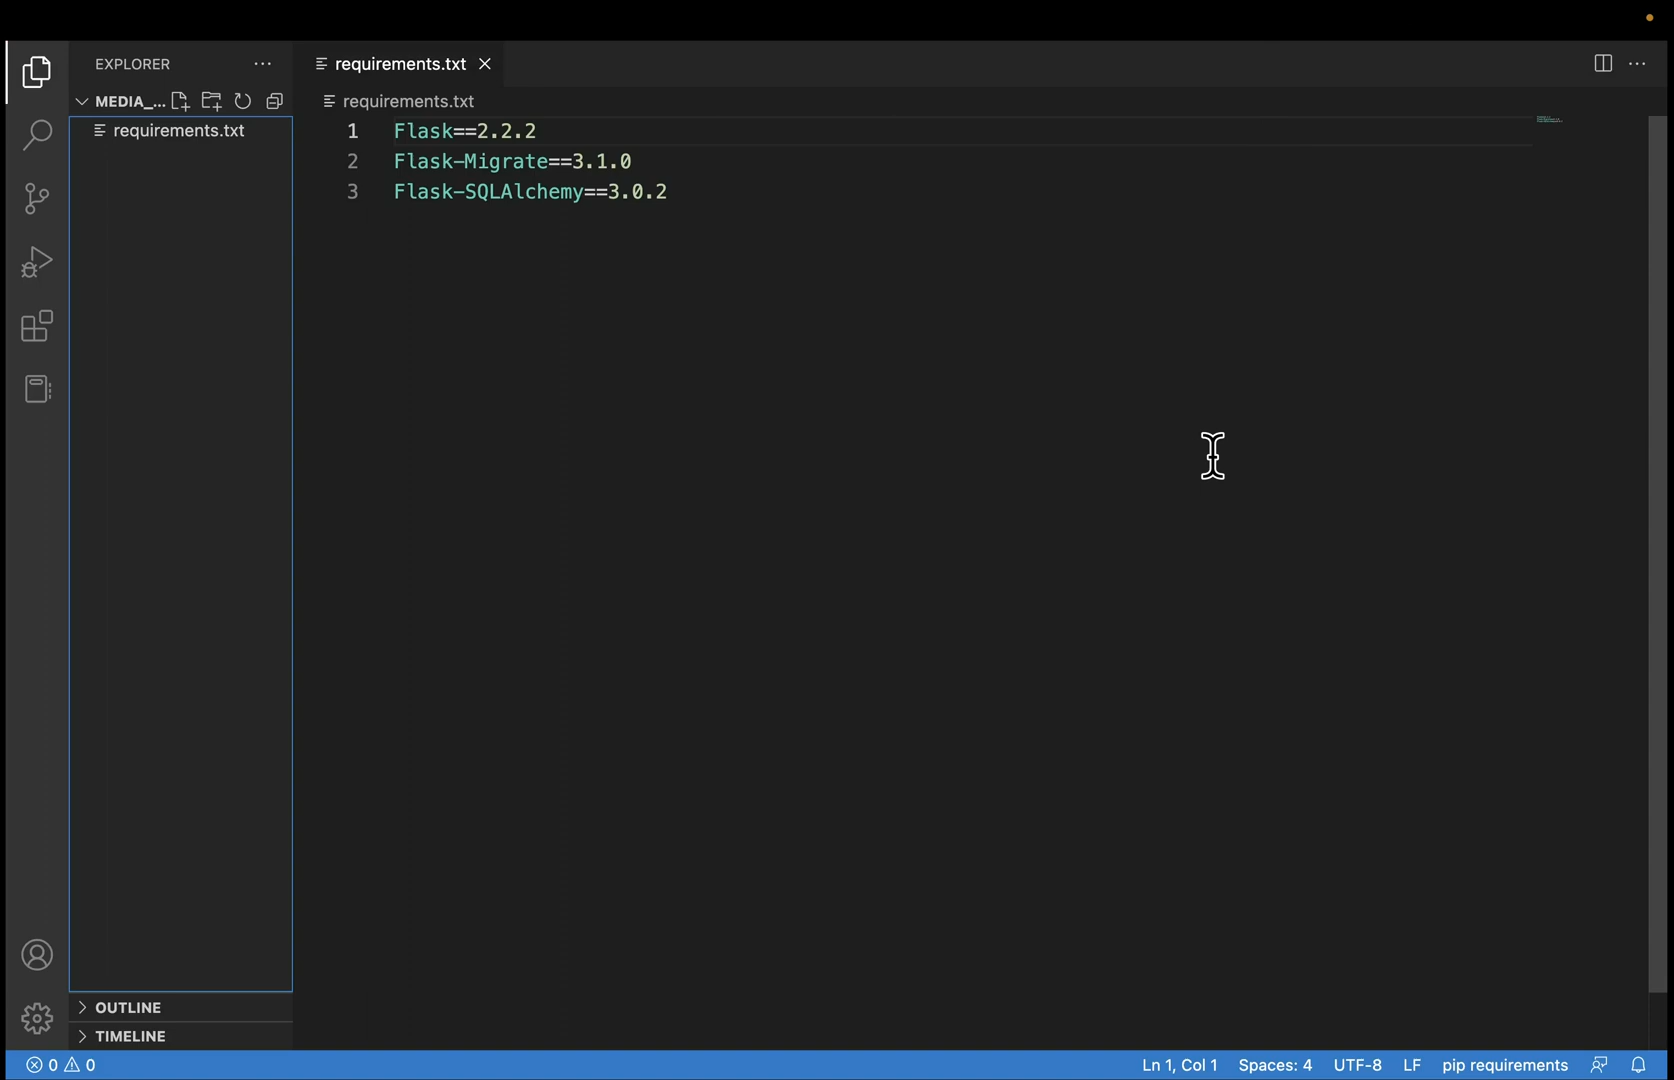 EXPLORER
requirements.txt
MEDIA_...
requirements.txt
requirements.txt
1 Flask==2.2.2
2 Flask-Migrate==3.1.0
3 Flask-SQLAlchemy==3.0.2
OUTLINE
TIMELINE
0 0
Ln 1, Col 1 Spaces: 4 UTF-8 LF pip requirements